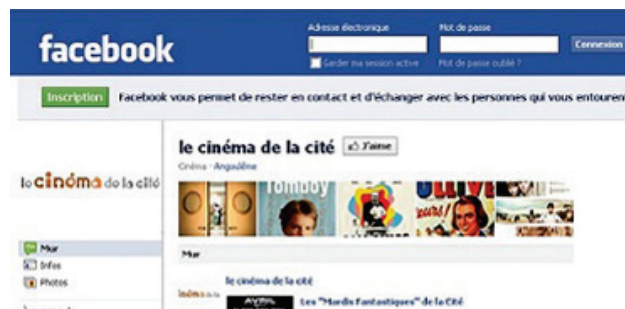 facebook
Adresse électronique
Mot de passe
Connexion
Garder ma session active
Mot de passe oublié ?
Inscription
Facebook vous permet de rester en contact et d'échanger avec les personnes qui vous entourent
le cinéma de la cité
J'aime
Cinéma · Angoulême
le cinéma de la cité
Tomboy
Mur
Infos
Photos
Mur
le cinéma de la cité
cinéma
AVRIL
Les "Mardis Fantastiques" de la Cité